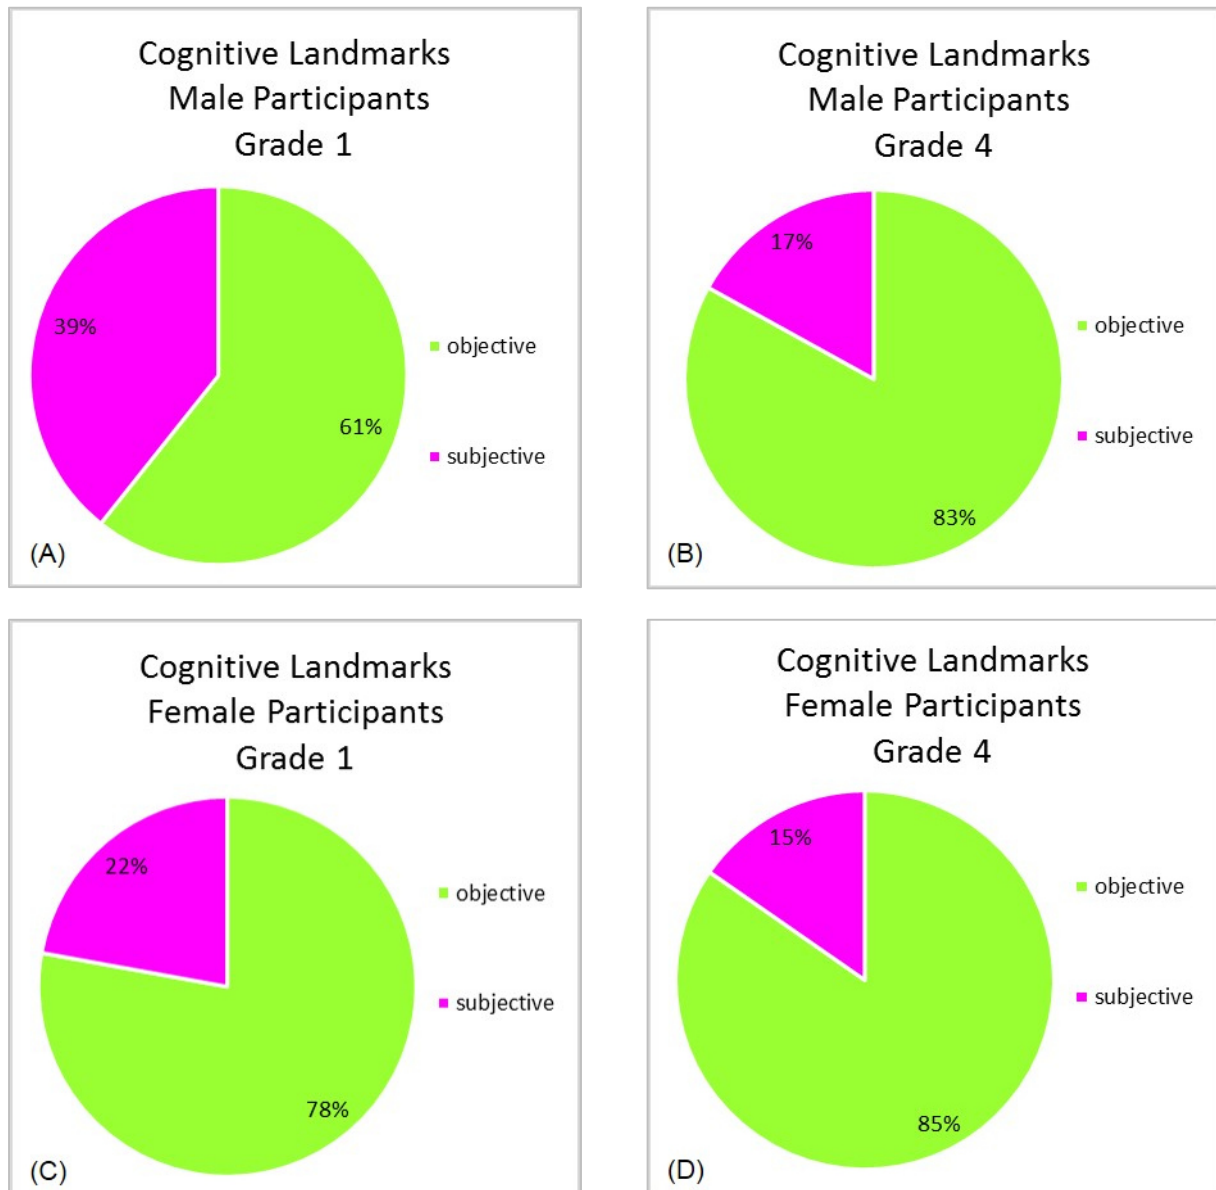 Cognitive Landmarks
Male Participants
Grade 1
39%
61%
objective
subjective
(A)
Cognitive Landmarks
Male Participants
Grade 4
17%
83%
objective
subjective
(B)
Cognitive Landmarks
Female Participants
Grade 1
22%
78%
objective
subjective
(C)
Cognitive Landmarks
Female Participants
Grade 4
15%
85%
objective
subjective
(D)